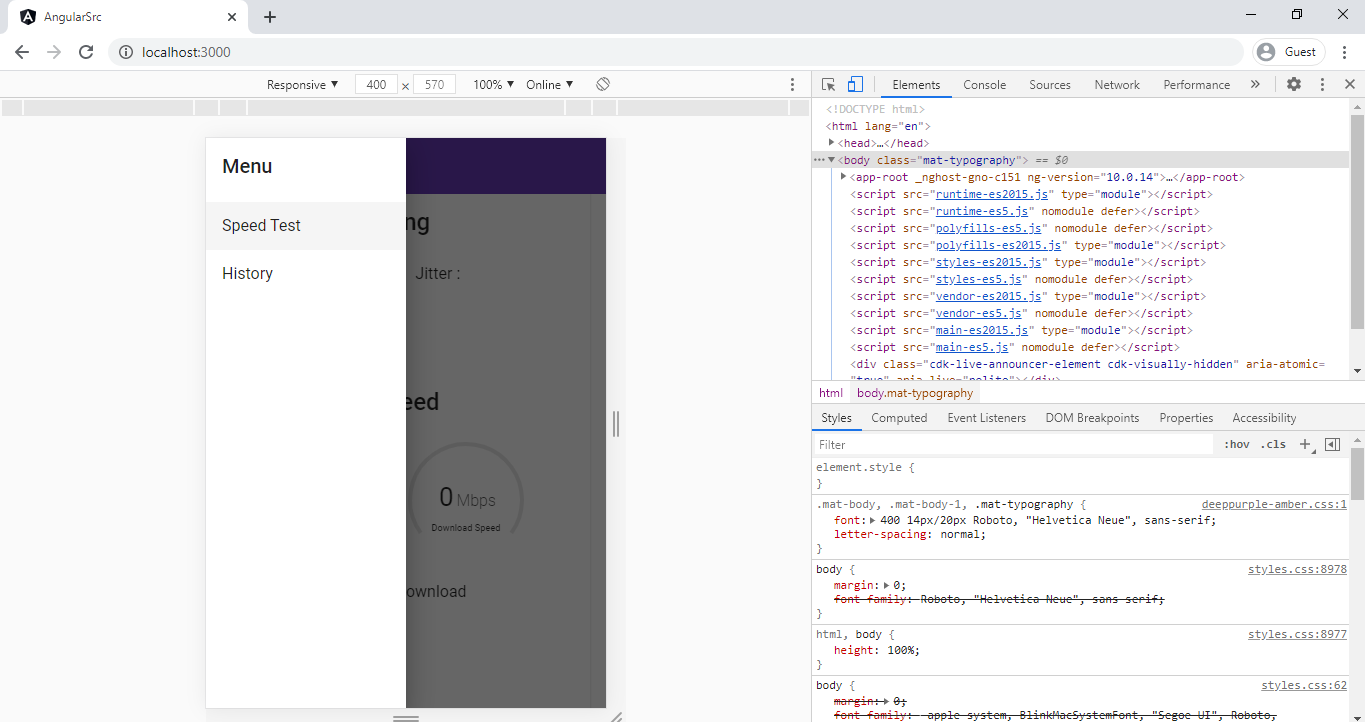 AngularSrc
localhost:3000
Guest
Responsive ▼ 400 × 570 100% ▼ Online ▼
Menu
Speed Test
History
ng
Jitter :
eed
0 Mbps
Download Speed
ownload
Elements Console Sources Network Performance »
<!DOCTYPE html>
<html lang="en">
▶<head>…</head>
⋯▼<body class="mat-typography"> == $0
▶<app-root _nghost-gno-c151 ng-version="10.0.14">…</app-root>
<script src="runtime-es2015.js" type="module"></script>
<script src="runtime-es5.js" nomodule defer></script>
<script src="polyfills-es5.js" nomodule defer></script>
<script src="polyfills-es2015.js" type="module"></script>
<script src="styles-es2015.js" type="module"></script>
<script src="styles-es5.js" nomodule defer></script>
<script src="vendor-es2015.js" type="module"></script>
<script src="vendor-es5.js" nomodule defer></script>
<script src="main-es2015.js" type="module"></script>
<script src="main-es5.js" nomodule defer></script>
<div class="cdk-live-announcer-element cdk-visually-hidden" aria-atomic=
"true" aria-live="polite"></div>
html body.mat-typography
Styles Computed Event Listeners DOM Breakpoints Properties Accessibility
Filter :hov .cls +
element.style {
}
.mat-body, .mat-body-1, .mat-typography { deeppurple-amber.css:1
font:▶ 400 14px/20px Roboto, "Helvetica Neue", sans-serif;
letter-spacing: normal;
}
body { styles.css:8978
margin:▶ 0;
font-family: Roboto, "Helvetica Neue", sans-serif;
}
html, body { styles.css:8977
height: 100%;
}
body { styles.css:62
margin:▶ 0;
font-family: -apple-system, BlinkMacSystemFont, "Segoe UI", Roboto,